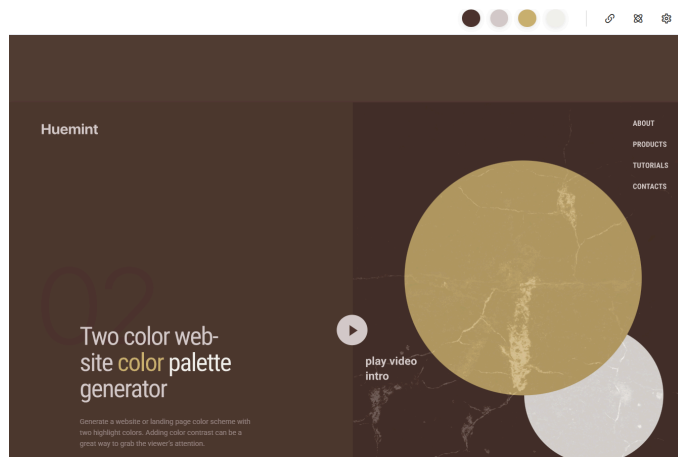 Huemint
ABOUT
PRODUCTS
TUTORIALS
CONTACTS
02
Two color web-
site color palette
generator
play video
intro
Generate a website or landing page color scheme with
two highlight colors. Adding color contrast can be a
great way to grab the viewer's attention.